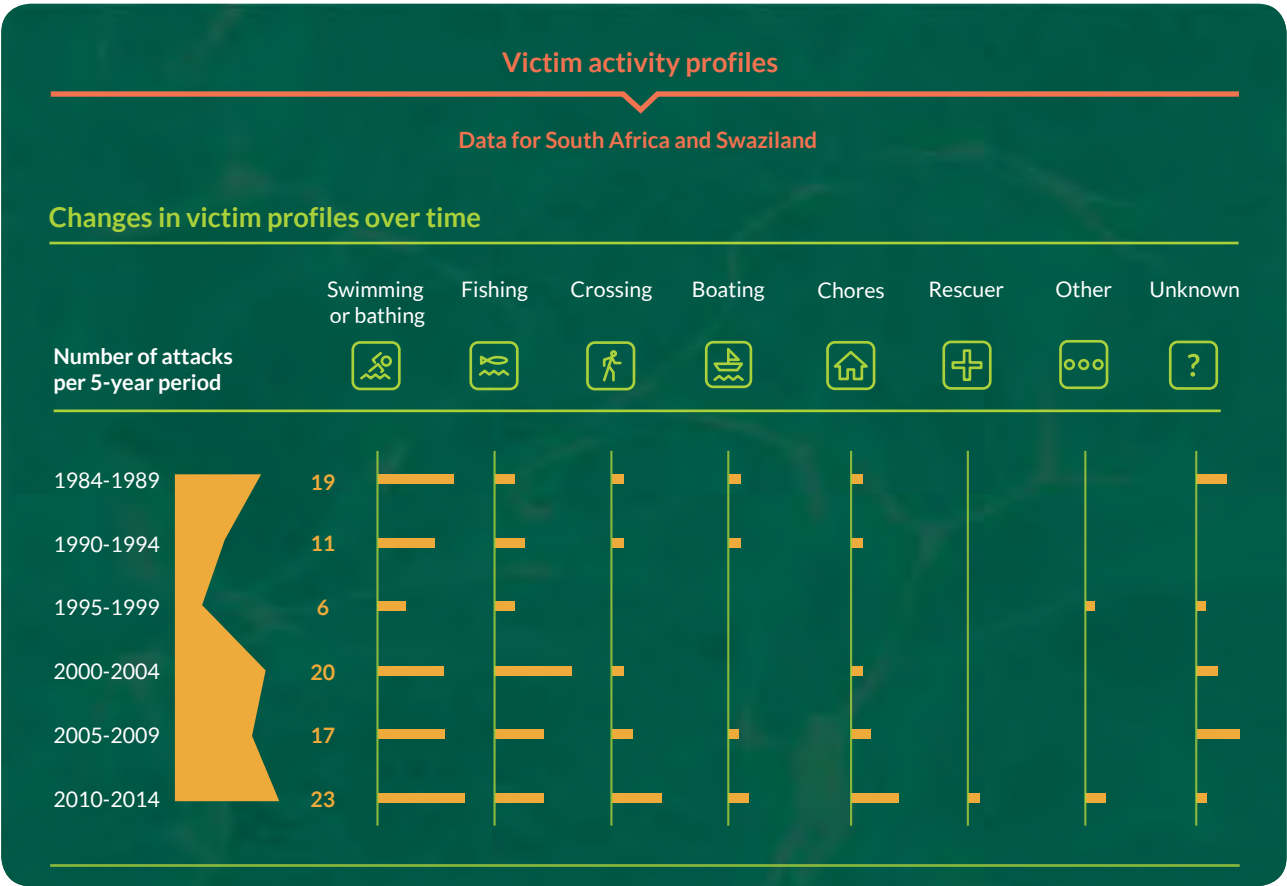 Victim activity profiles
Data for South Africa and Swaziland
Changes in victim profiles over time
Swimming
or bathing
Fishing
Crossing
Boating
Chores
Rescuer
Other
Unknown
Number of attacks
per 5-year period
?
1984-1989 19
1990-1994 11
1995-1999 6
2000-2004 20
2005-2009 17
2010-2014 23